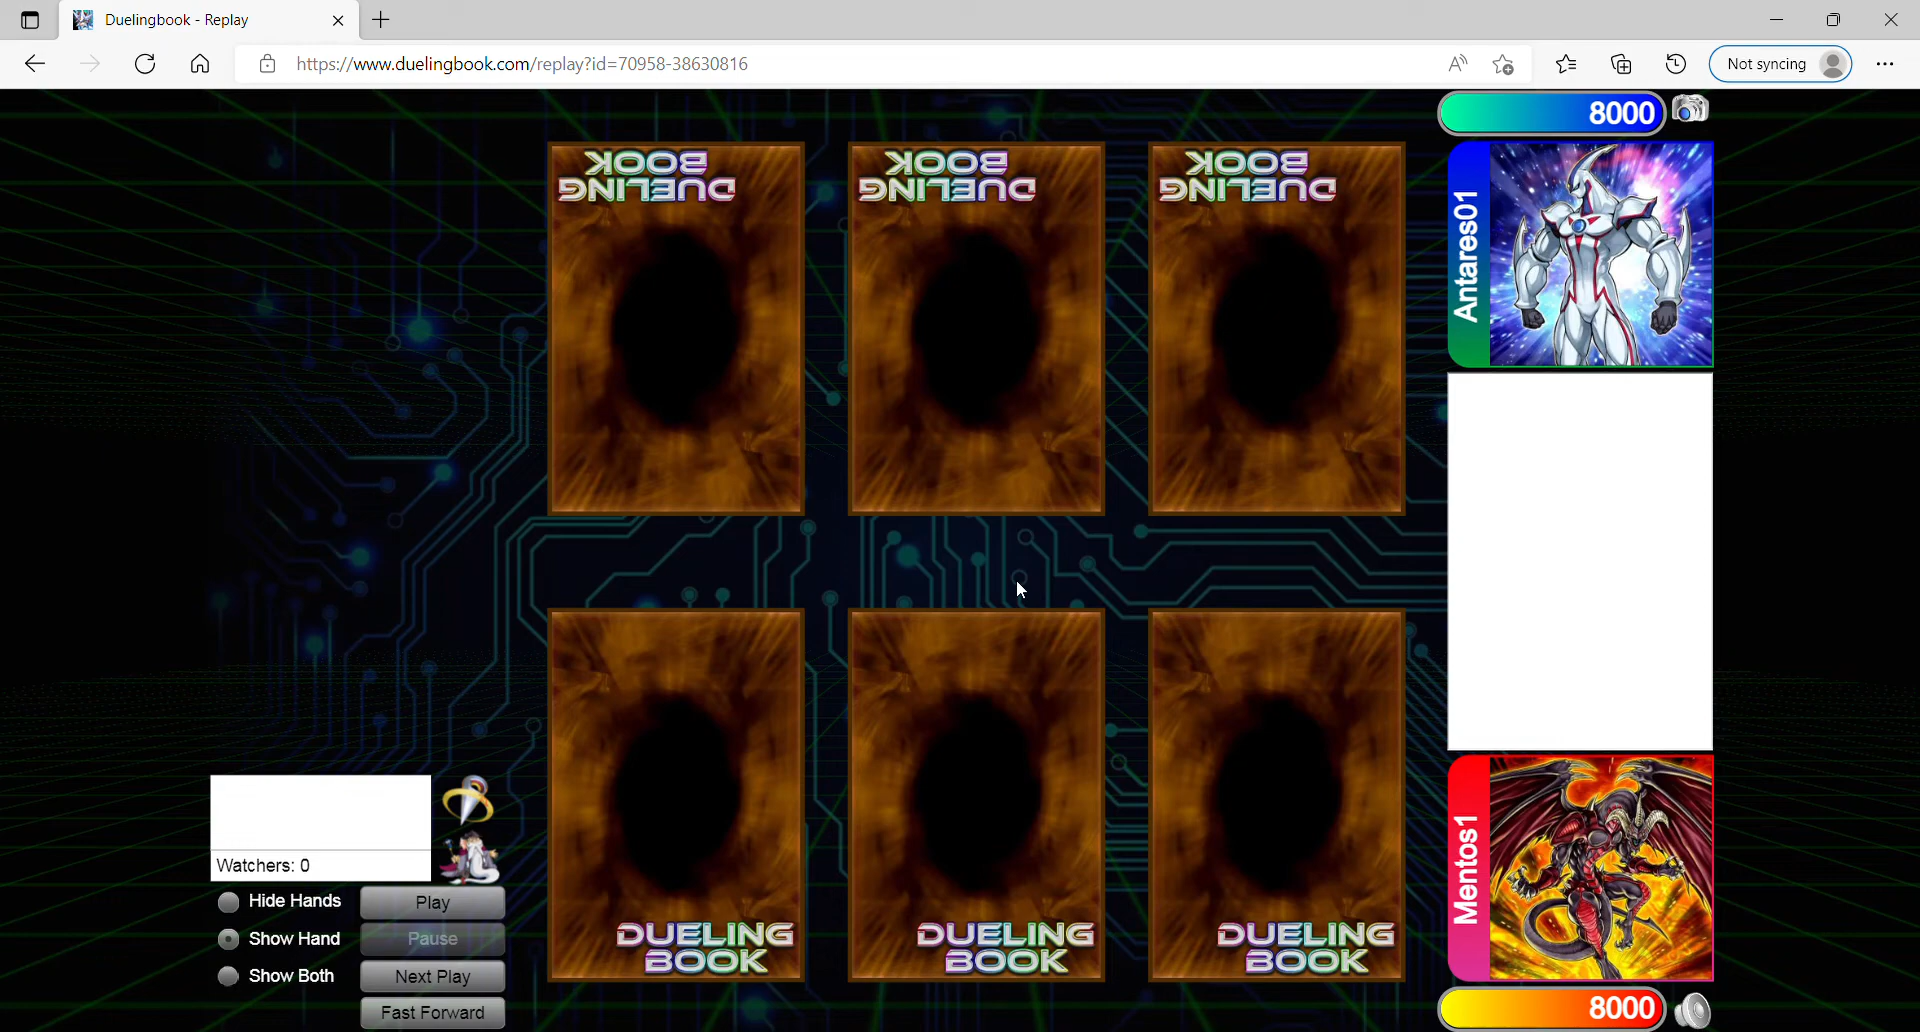 Duelingbook - Replay
https://www.duelingbook.com/replay?id=70958-38630816
Not syncing
8000
DUELING
BOOK
DUELING
BOOK
DUELING
BOOK
Antares01
Watchers: 0
Hide Hands
Play
Show Hand
Pause
Show Both
Next Play
Fast Forward
DUELING
BOOK
DUELING
BOOK
DUELING
BOOK
Mentos1
8000